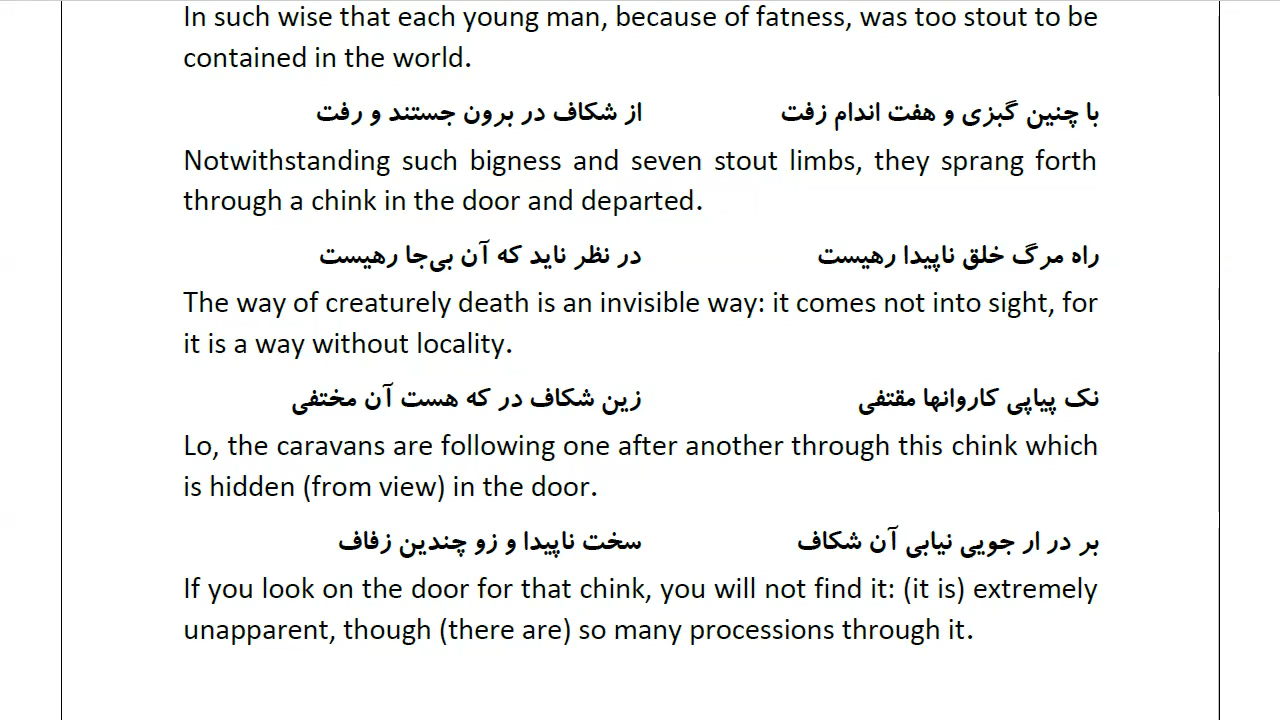 In such wise that each young man, because of fatness, was too stout to be
contained in the world.
با چنین گبزی و هفت اندام زفت از شکاف در برون جستند و رفت
Notwithstanding such bigness and seven stout limbs, they sprang forth
through a chink in the door and departed.
راه مرگ خلق ناپیدا رهیست در نظر ناید که آن بی‌جا رهیست
The way of creaturely death is an invisible way: it comes not into sight, for
it is a way without locality.
نک پیاپی کاروانها مقتفی زین شکاف در که هست آن مختفی
Lo, the caravans are following one after another through this chink which
is hidden (from view) in the door.
بر در ار جویی نیابی آن شکاف سخت ناپیدا و زو چندین زفاف
If you look on the door for that chink, you will not find it: (it is) extremely
unapparent, though (there are) so many processions through it.